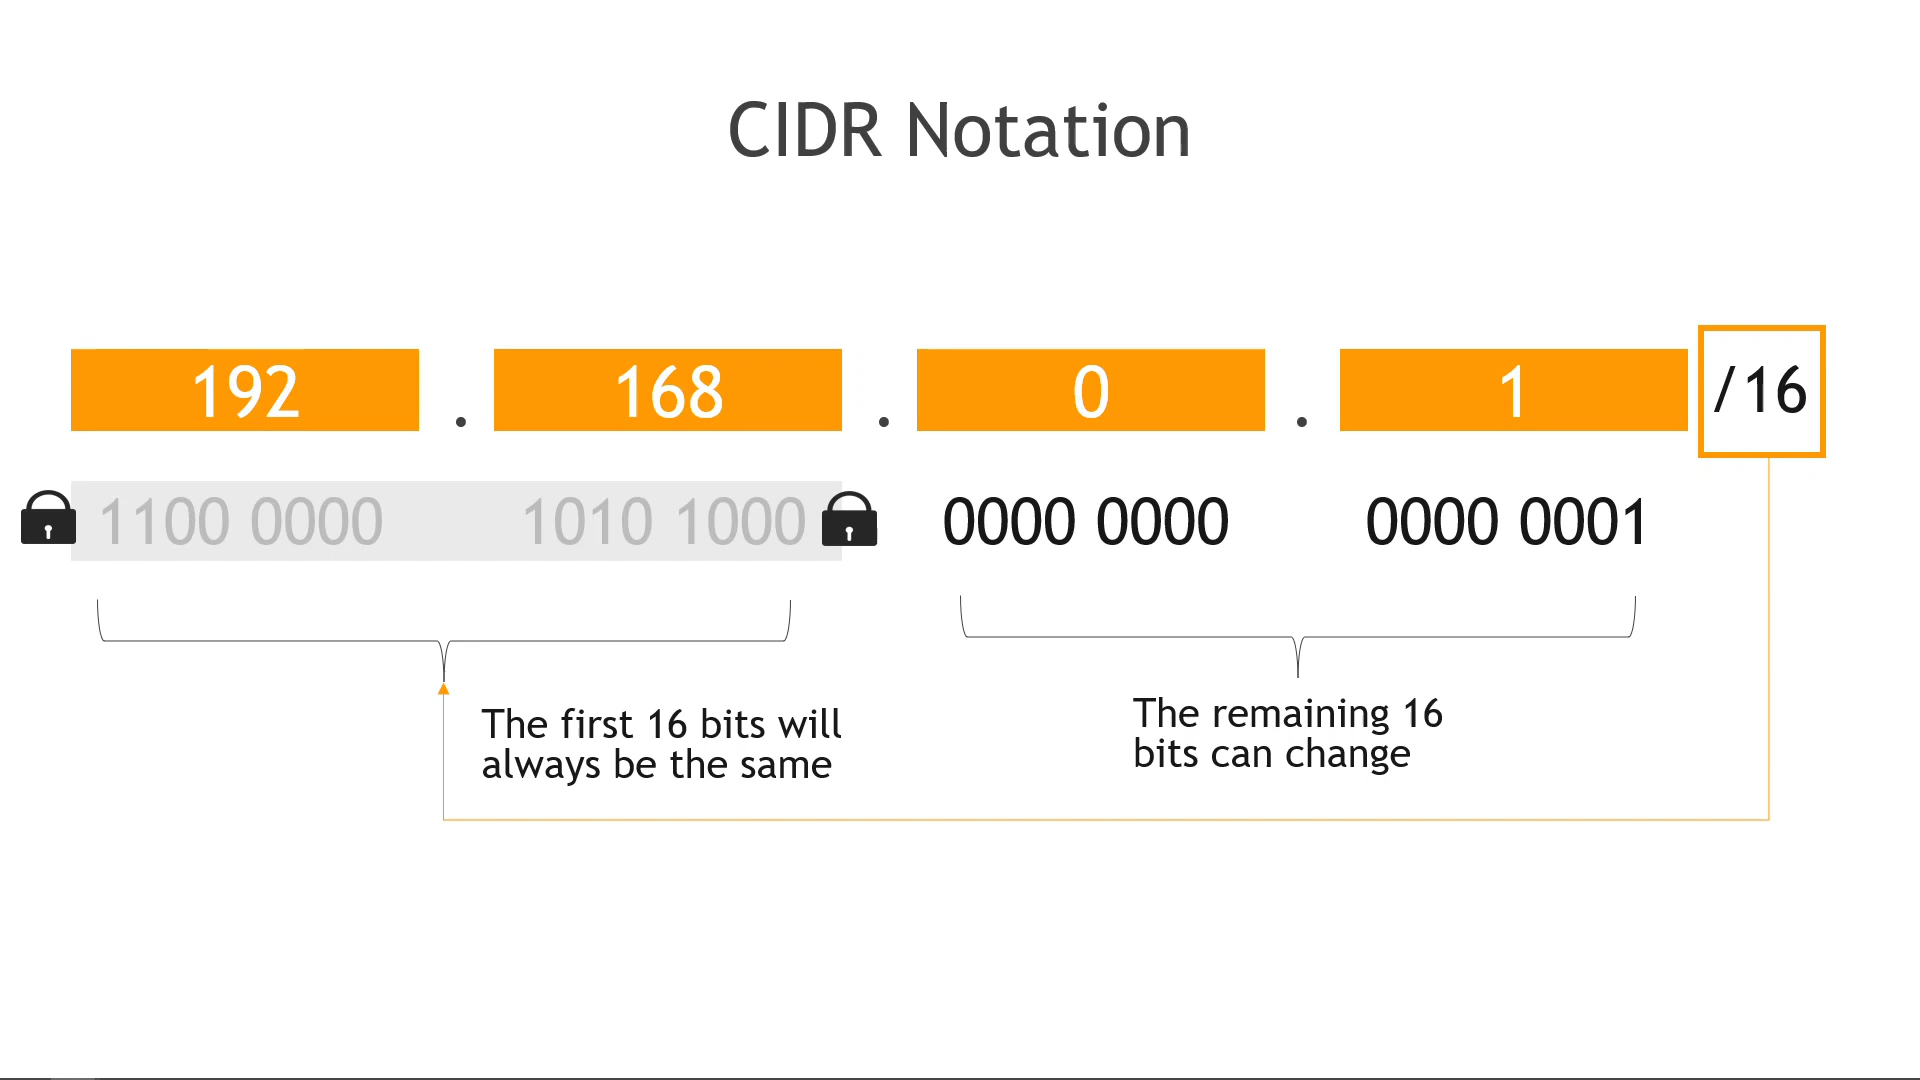 CIDR Notation
192 . 168 . 0 . 1 /16
1100 0000 1010 1000 0000 0000 0000 0001
The first 16 bits will
always be the same
The remaining 16
bits can change